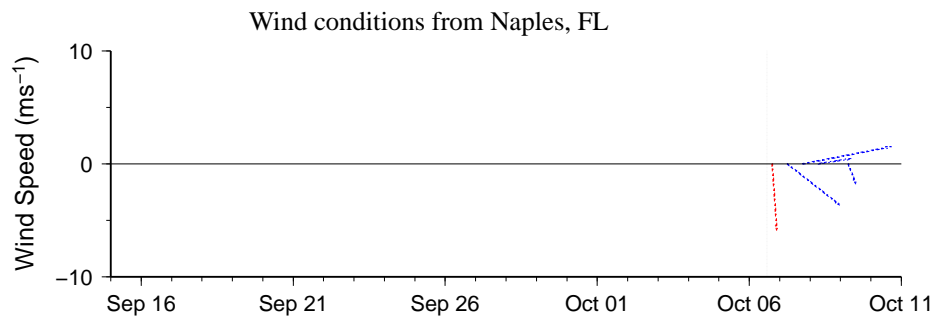 Wind conditions from Naples, FL
10
0
−10
Wind Speed (ms⁻¹)
Sep 16 Sep 21 Sep 26 Oct 01 Oct 06 Oct 11